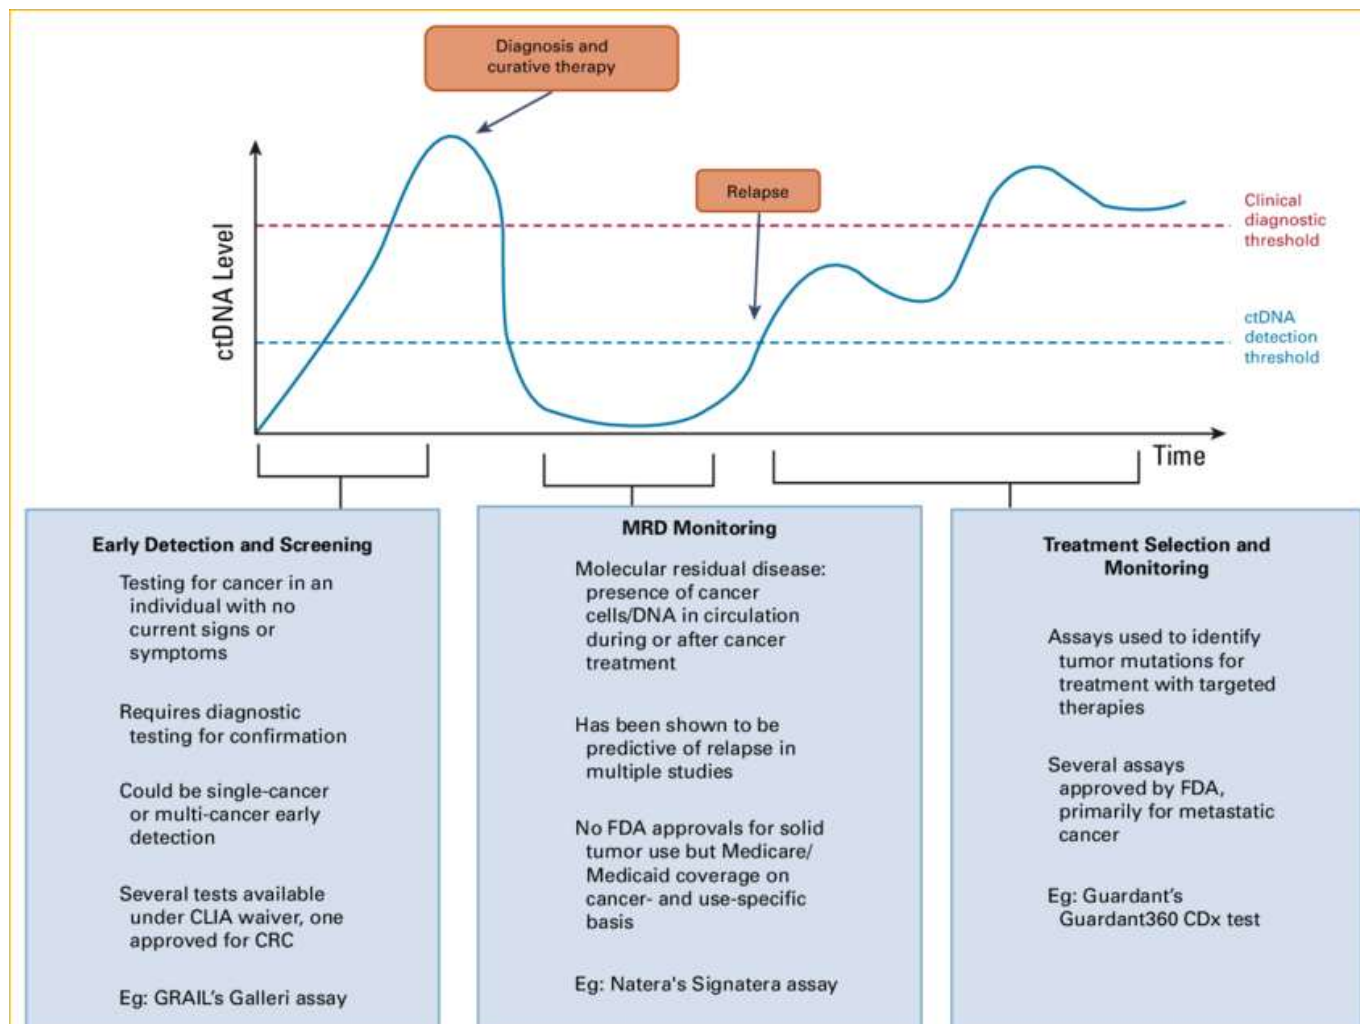 Diagnosis and
curative therapy
Relapse
Clinical
diagnostic
threshold
ctDNA
detection
threshold
ctDNA Level
Time
Early Detection and Screening
Testing for cancer in an
individual with no
current signs or
symptoms
Requires diagnostic
testing for confirmation
Could be single-cancer
or multi-cancer early
detection
Several tests available
under CLIA waiver, one
approved for CRC
Eg: GRAIL's Galleri assay
MRD Monitoring
Molecular residual disease:
presence of cancer
cells/DNA in circulation
during or after cancer
treatment
Has been shown to be
predictive of relapse in
multiple studies
No FDA approvals for solid
tumor use but Medicare/
Medicaid coverage on
cancer- and use-specific
basis
Eg: Natera's Signatera assay
Treatment Selection and
Monitoring
Assays used to identify
tumor mutations for
treatment with targeted
therapies
Several assays
approved by FDA,
primarily for metastatic
cancer
Eg: Guardant's
Guardant360 CDx test